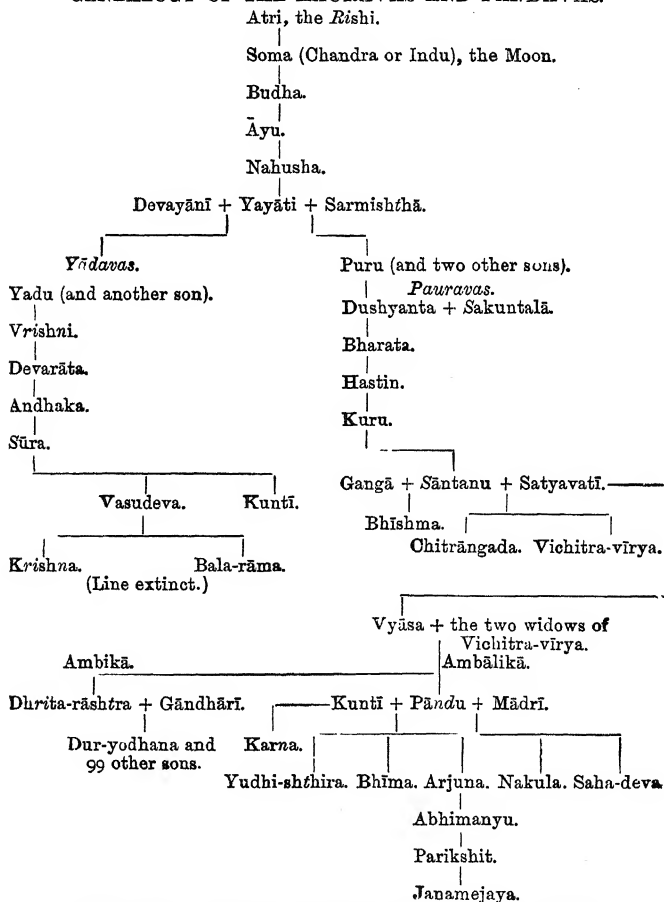 Atri, the Rishi.
Soma (Chandra or Indu), the Moon.
Budha.
Āyu.
Nahusha.
Devayānī + Yayāti + Sarmishthā.
Yādavas.
Puru (and two other sons).
Yadu (and another son).
Pauravas.
Dushyanta + Sakuntalā.
Vrishni.
Bharata.
Devarāta.
Hastin.
Andhaka.
Kuru.
Sūra.
Gangā + Sāntanu + Satyavatī.
Vasudeva. Kuntī.
Bhīshma.
Chitrāngada. Vichitra-vīrya.
Krishna. Bala-rāma.
(Line extinct.)
Vyāsa + the two widows of
Vichitra-vīrya.
Ambikā. Ambālikā.
Dhrita-rāshtra + Gāndhārī. Kuntī + Pāndu + Mādrī.
Dur-yodhana and Karna.
99 other sons.
Yudhi-shthira. Bhīma. Arjuna. Nakula. Saha-deva
Abhimanyu.
Parikshit.
Janamejaya.